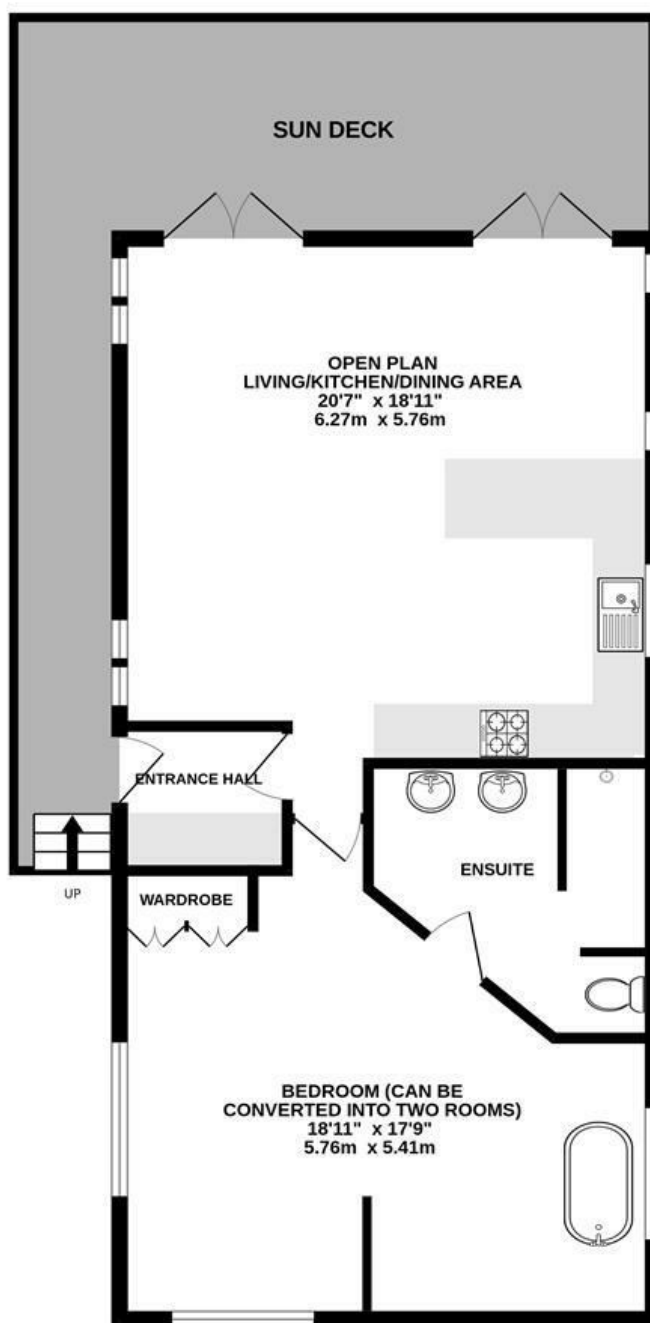 SUN DECK
OPEN PLAN
LIVING/KITCHEN/DINING AREA
20'7" x 18'11"
6.27m x 5.76m
ENTRANCE HALL
UP
WARDROBE
ENSUITE
BEDROOM (CAN BE
CONVERTED INTO TWO ROOMS)
18'11" x 17'9"
5.76m x 5.41m